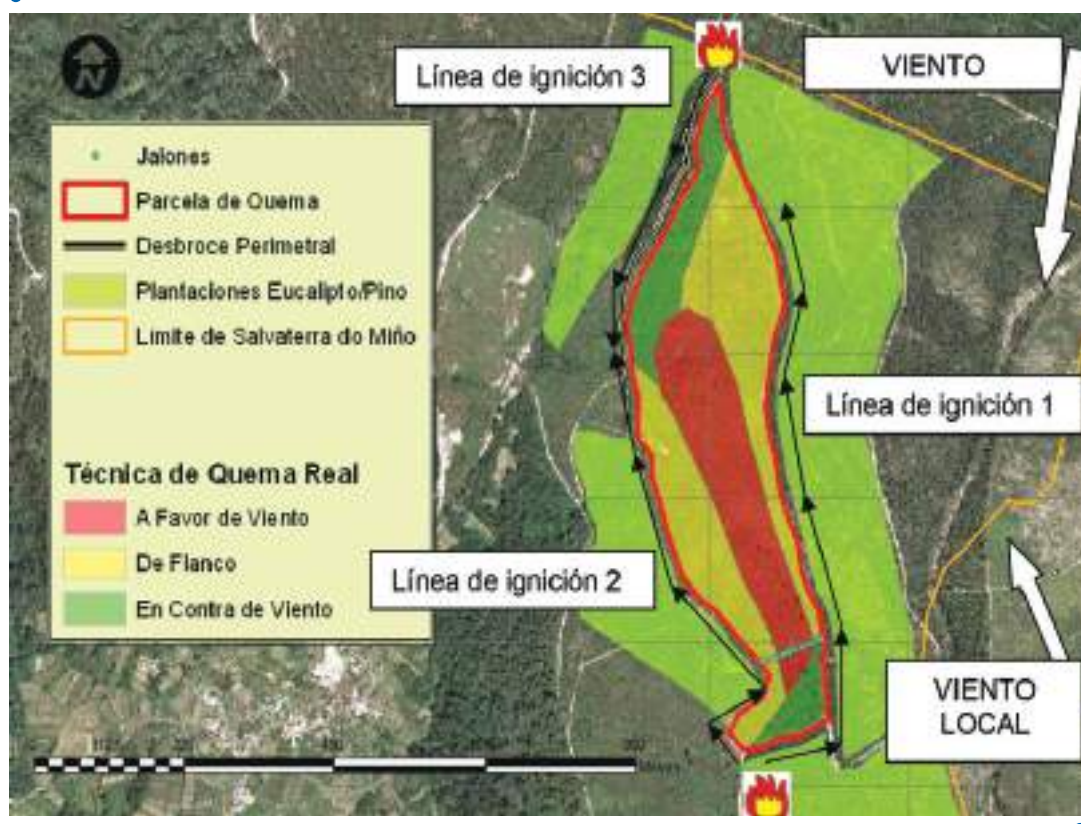 N
Línea de ignición 3
VIENTO
Jalones
Parcela de Quema
Desbroce Perimetral
Plantaciones Eucalipto/Pino
Limite de Salvaterra do Miño
Línea de ignición 1
Técnica de Quema Real
A Favor de Viento
De Flanco
En Contra de Viento
Línea de ignición 2
VIENTO
LOCAL